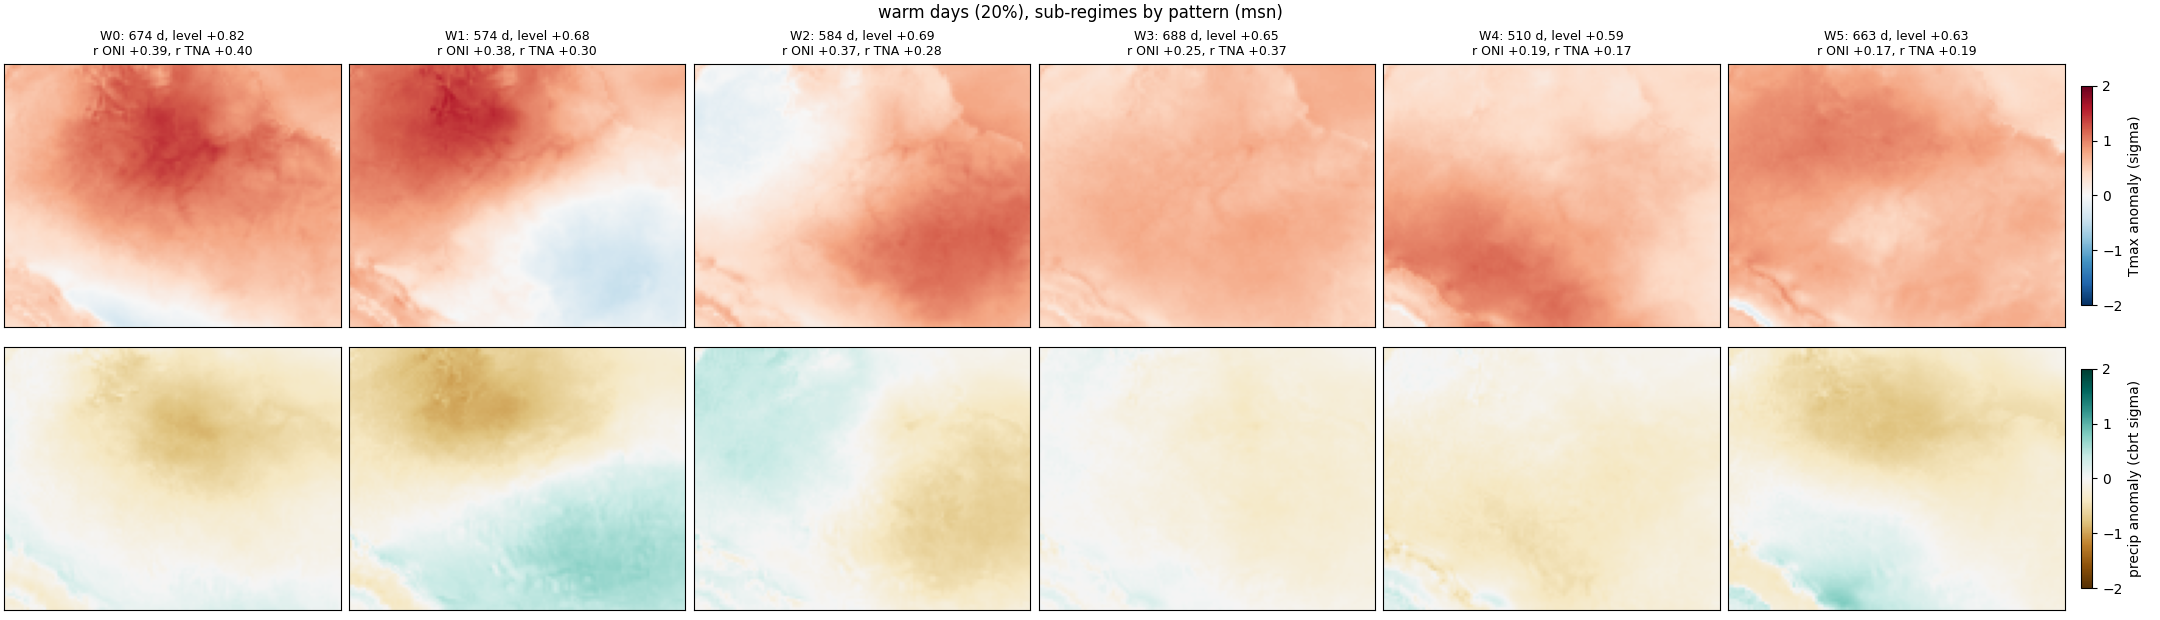 warm days (20%), sub-regimes by pattern (msn)
W0: 674 d, level +0.82
r ONI +0.39, r TNA +0.40
W1: 574 d, level +0.68
r ONI +0.38, r TNA +0.30
W2: 584 d, level +0.69
r ONI +0.37, r TNA +0.28
W3: 688 d, level +0.65
r ONI +0.25, r TNA +0.37
W4: 510 d, level +0.59
r ONI +0.19, r TNA +0.17
W5: 663 d, level +0.63
r ONI +0.17, r TNA +0.19
2
1
0
−1
−2
Tmax anomaly (sigma)
2
1
0
−1
−2
precip anomaly (cbrt sigma)